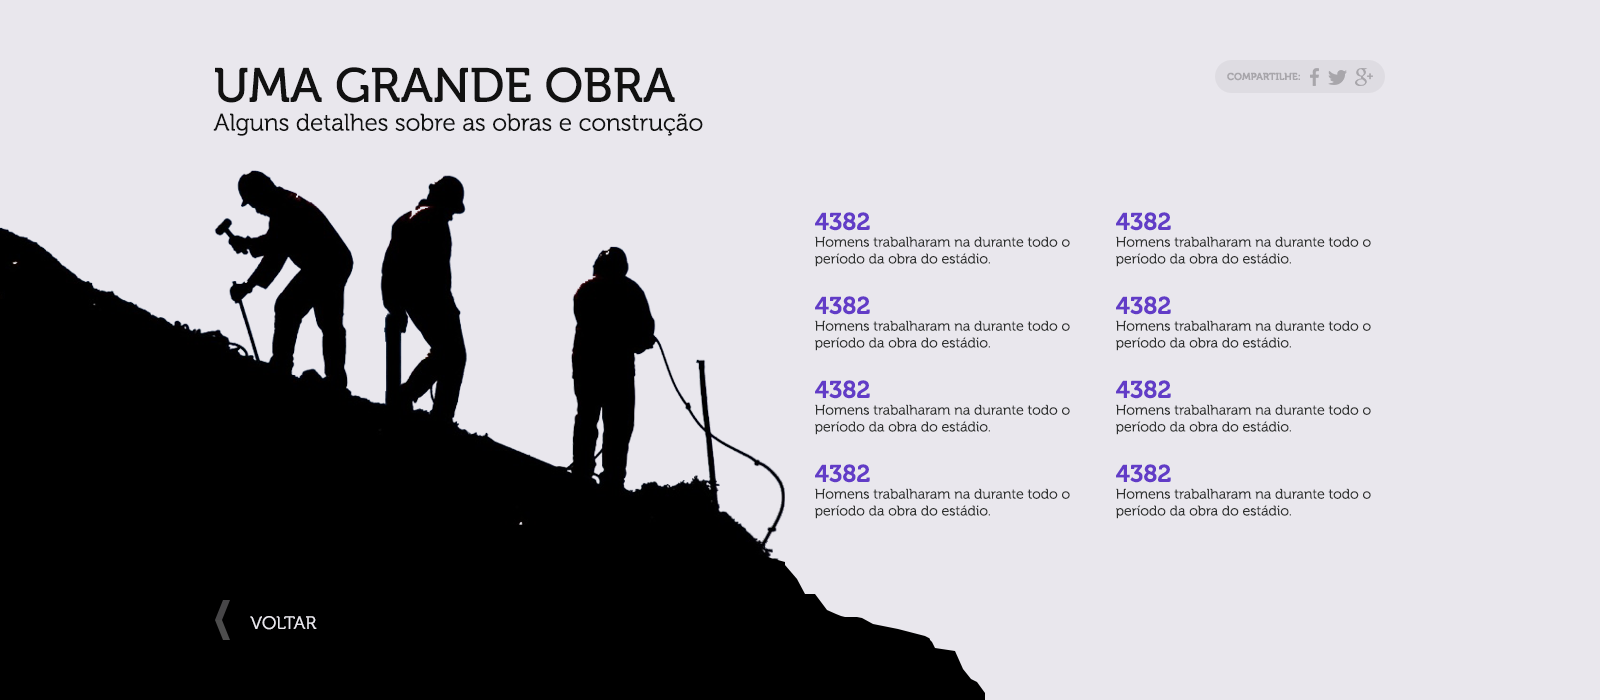 UMA GRANDE OBRA
Alguns detalhes sobre as obras e construção
COMPARTILHE:
4382
Homens trabalharam na durante todo o
período da obra do estádio.
4382
Homens trabalharam na durante todo o
período da obra do estádio.
4382
Homens trabalharam na durante todo o
período da obra do estádio.
4382
Homens trabalharam na durante todo o
período da obra do estádio.
4382
Homens trabalharam na durante todo o
período da obra do estádio.
4382
Homens trabalharam na durante todo o
período da obra do estádio.
4382
Homens trabalharam na durante todo o
período da obra do estádio.
4382
Homens trabalharam na durante todo o
período da obra do estádio.
VOLTAR